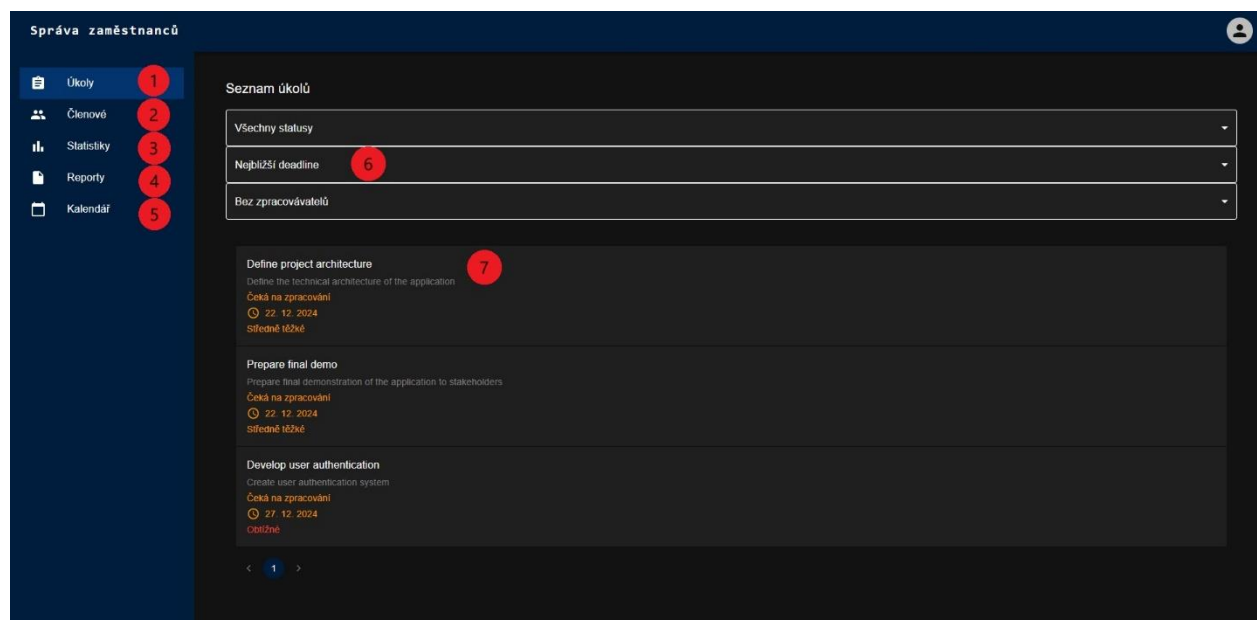 Správa zaměstnanců
Úkoly 1
Členové 2
Statistiky 3
Reporty 4
Kalendář 5
Seznam úkolů
Všechny statusy
Nejbližší deadline 6
Bez zpracovávatelů
Define project architecture 7
Define the technical architecture of the application
Čeká na zpracování
22. 12. 2024
Středně těžké
Prepare final demo
Prepare final demonstration of the application to stakeholders
Čeká na zpracování
22. 12. 2024
Středně těžké
Develop user authentication
Create user authentication system
Čeká na zpracování
27. 12. 2024
Obtížné
‹ 1 ›